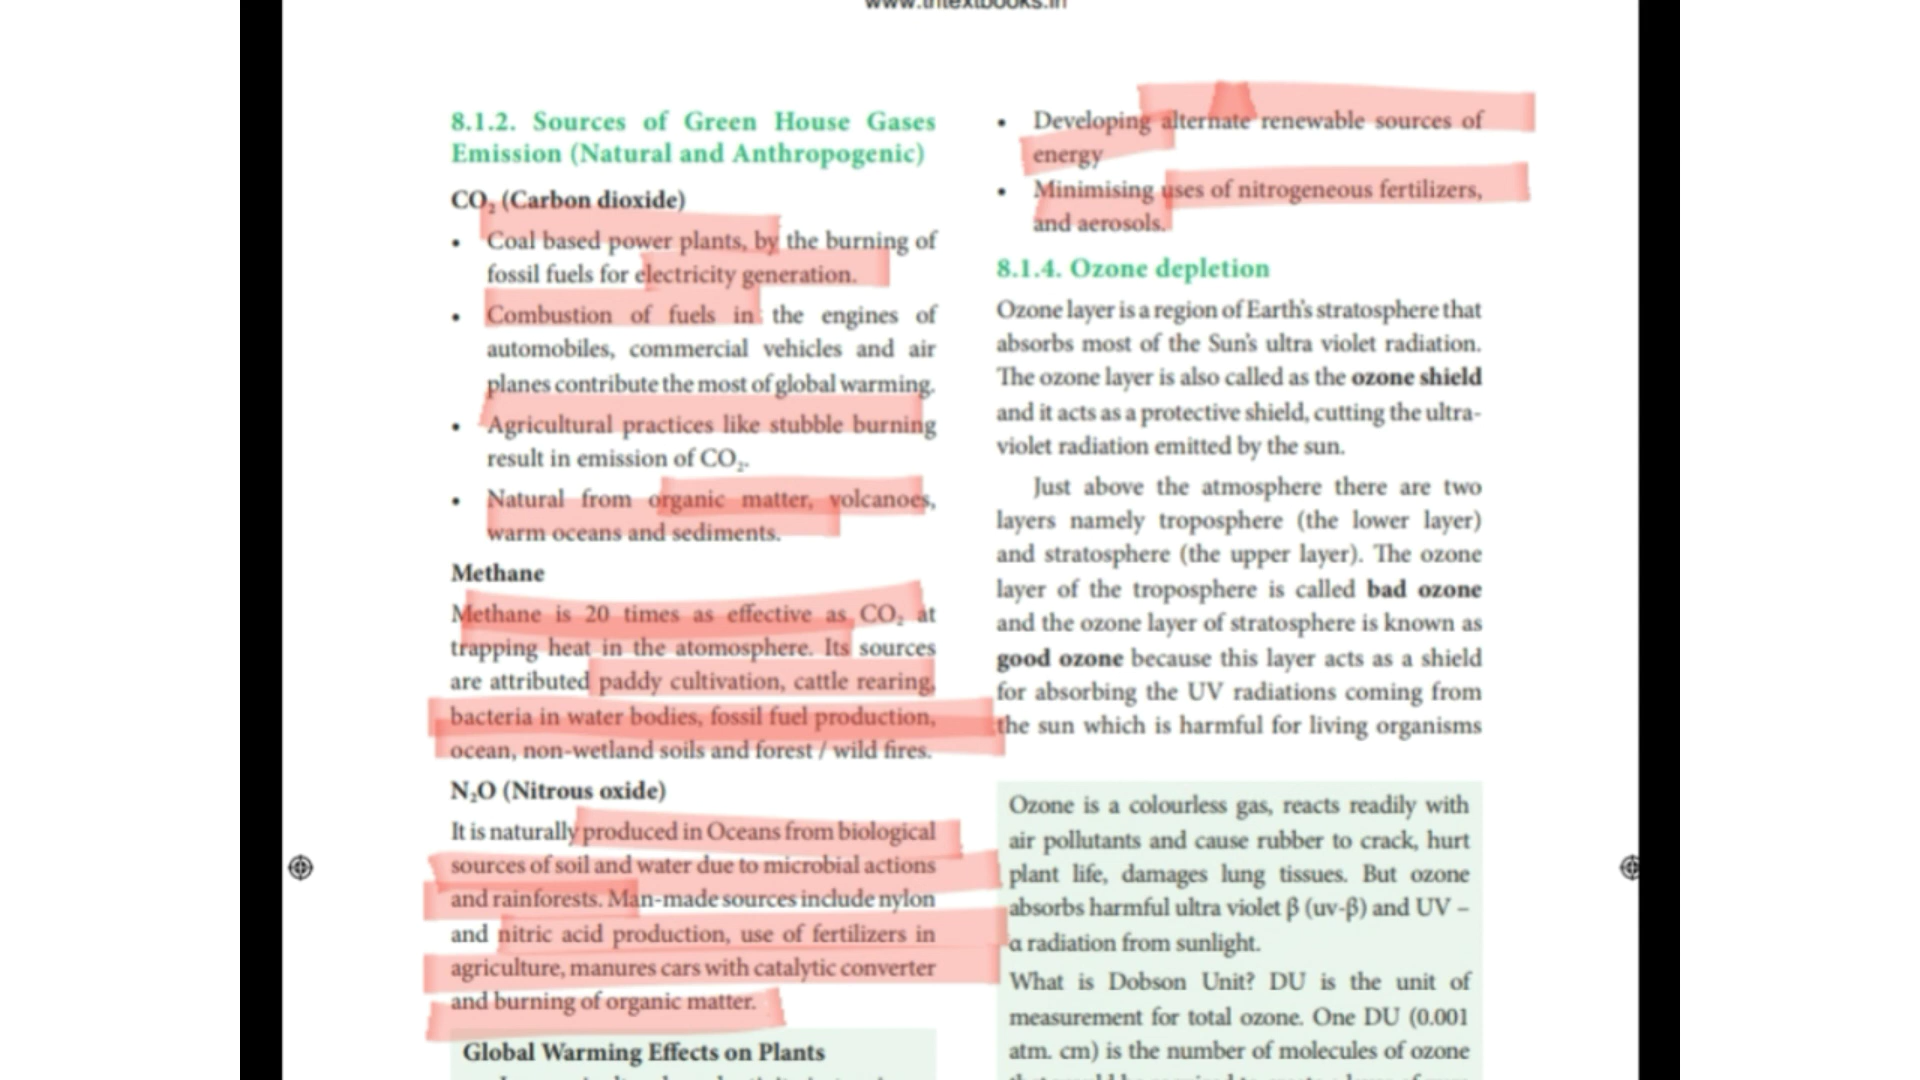 www.tntextbooks.in
8.1.2. Sources of Green House Gases
Emission (Natural and Anthropogenic)
CO₂ (Carbon dioxide)
• Coal based power plants, by the burning of
fossil fuels for electricity generation.
• Combustion of fuels in the engines of
automobiles, commercial vehicles and air
planes contribute the most of global warming.
• Agricultural practices like stubble burning
result in emission of CO₂.
• Natural from organic matter, volcanoes,
warm oceans and sediments.
Methane
Methane is 20 times as effective as CO₂ at
trapping heat in the atomosphere. Its sources
are attributed paddy cultivation, cattle rearing,
bacteria in water bodies, fossil fuel production,
ocean, non-wetland soils and forest / wild fires.
N₂O (Nitrous oxide)
It is naturally produced in Oceans from biological
sources of soil and water due to microbial actions
and rainforests. Man-made sources include nylon
and nitric acid production, use of fertilizers in
agriculture, manures cars with catalytic converter
and burning of organic matter.
Global Warming Effects on Plants
• Developing alternate renewable sources of
energy
• Minimising uses of nitrogeneous fertilizers,
and aerosols.
8.1.4. Ozone depletion
Ozone layer is a region of Earth's stratosphere that
absorbs most of the Sun's ultra violet radiation.
The ozone layer is also called as the ozone shield
and it acts as a protective shield, cutting the ultra-
violet radiation emitted by the sun.
Just above the atmosphere there are two
layers namely troposphere (the lower layer)
and stratosphere (the upper layer). The ozone
layer of the troposphere is called bad ozone
and the ozone layer of stratosphere is known as
good ozone because this layer acts as a shield
for absorbing the UV radiations coming from
the sun which is harmful for living organisms
Ozone is a colourless gas, reacts readily with
air pollutants and cause rubber to crack, hurt
plant life, damages lung tissues. But ozone
absorbs harmful ultra violet β (uv-β) and UV –
α radiation from sunlight.
What is Dobson Unit? DU is the unit of
measurement for total ozone. One DU (0.001
atm. cm) is the number of molecules of ozone